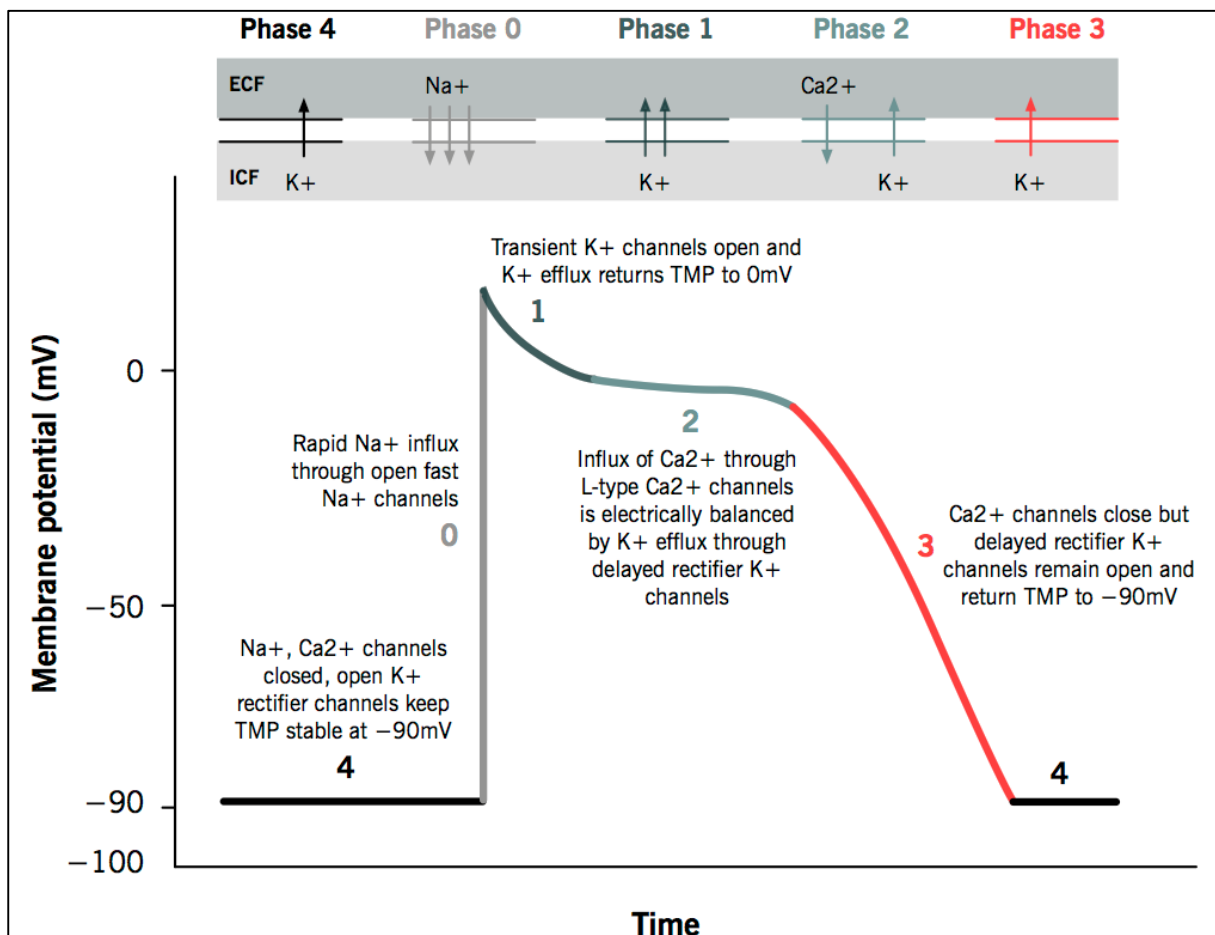 Phase 4 Phase 0 Phase 1 Phase 2 Phase 3
ECF Na+ Ca2+
ICF K+ K+ K+ K+
Transient K+ channels open and
K+ efflux returns TMP to 0mV
1
0
2
Rapid Na+ influx
through open fast
Na+ channels
0
Influx of Ca2+ through
L-type Ca2+ channels
is electrically balanced
by K+ efflux through
delayed rectifier K+
channels
3
Ca2+ channels close but
delayed rectifier K+
channels remain open and
return TMP to −90mV
−50
Na+, Ca2+ channels
closed, open K+
rectifier channels keep
TMP stable at −90mV
4
4
−90
−100
Membrane potential (mV)
Time